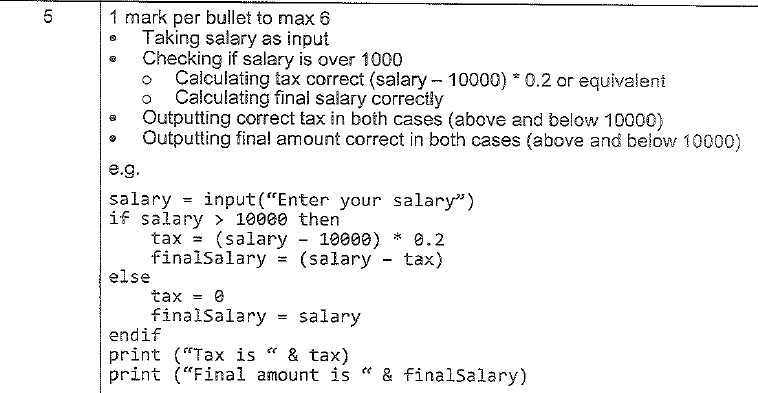 5
1 mark per bullet to max 6
• Taking salary as input
• Checking if salary is over 1000
o Calculating tax correct (salary – 10000) * 0.2 or equivalent
o Calculating final salary correctly
• Outputting correct tax in both cases (above and below 10000)
• Outputting final amount correct in both cases (above and below 10000)
e.g.
salary = input(“Enter your salary”)
if salary > 10000 then
    tax = (salary – 10000) * 0.2
    finalSalary = (salary – tax)
else
    tax = 0
    finalSalary = salary
endif
print (“Tax is “ & tax)
print (“Final amount is “ & finalSalary)